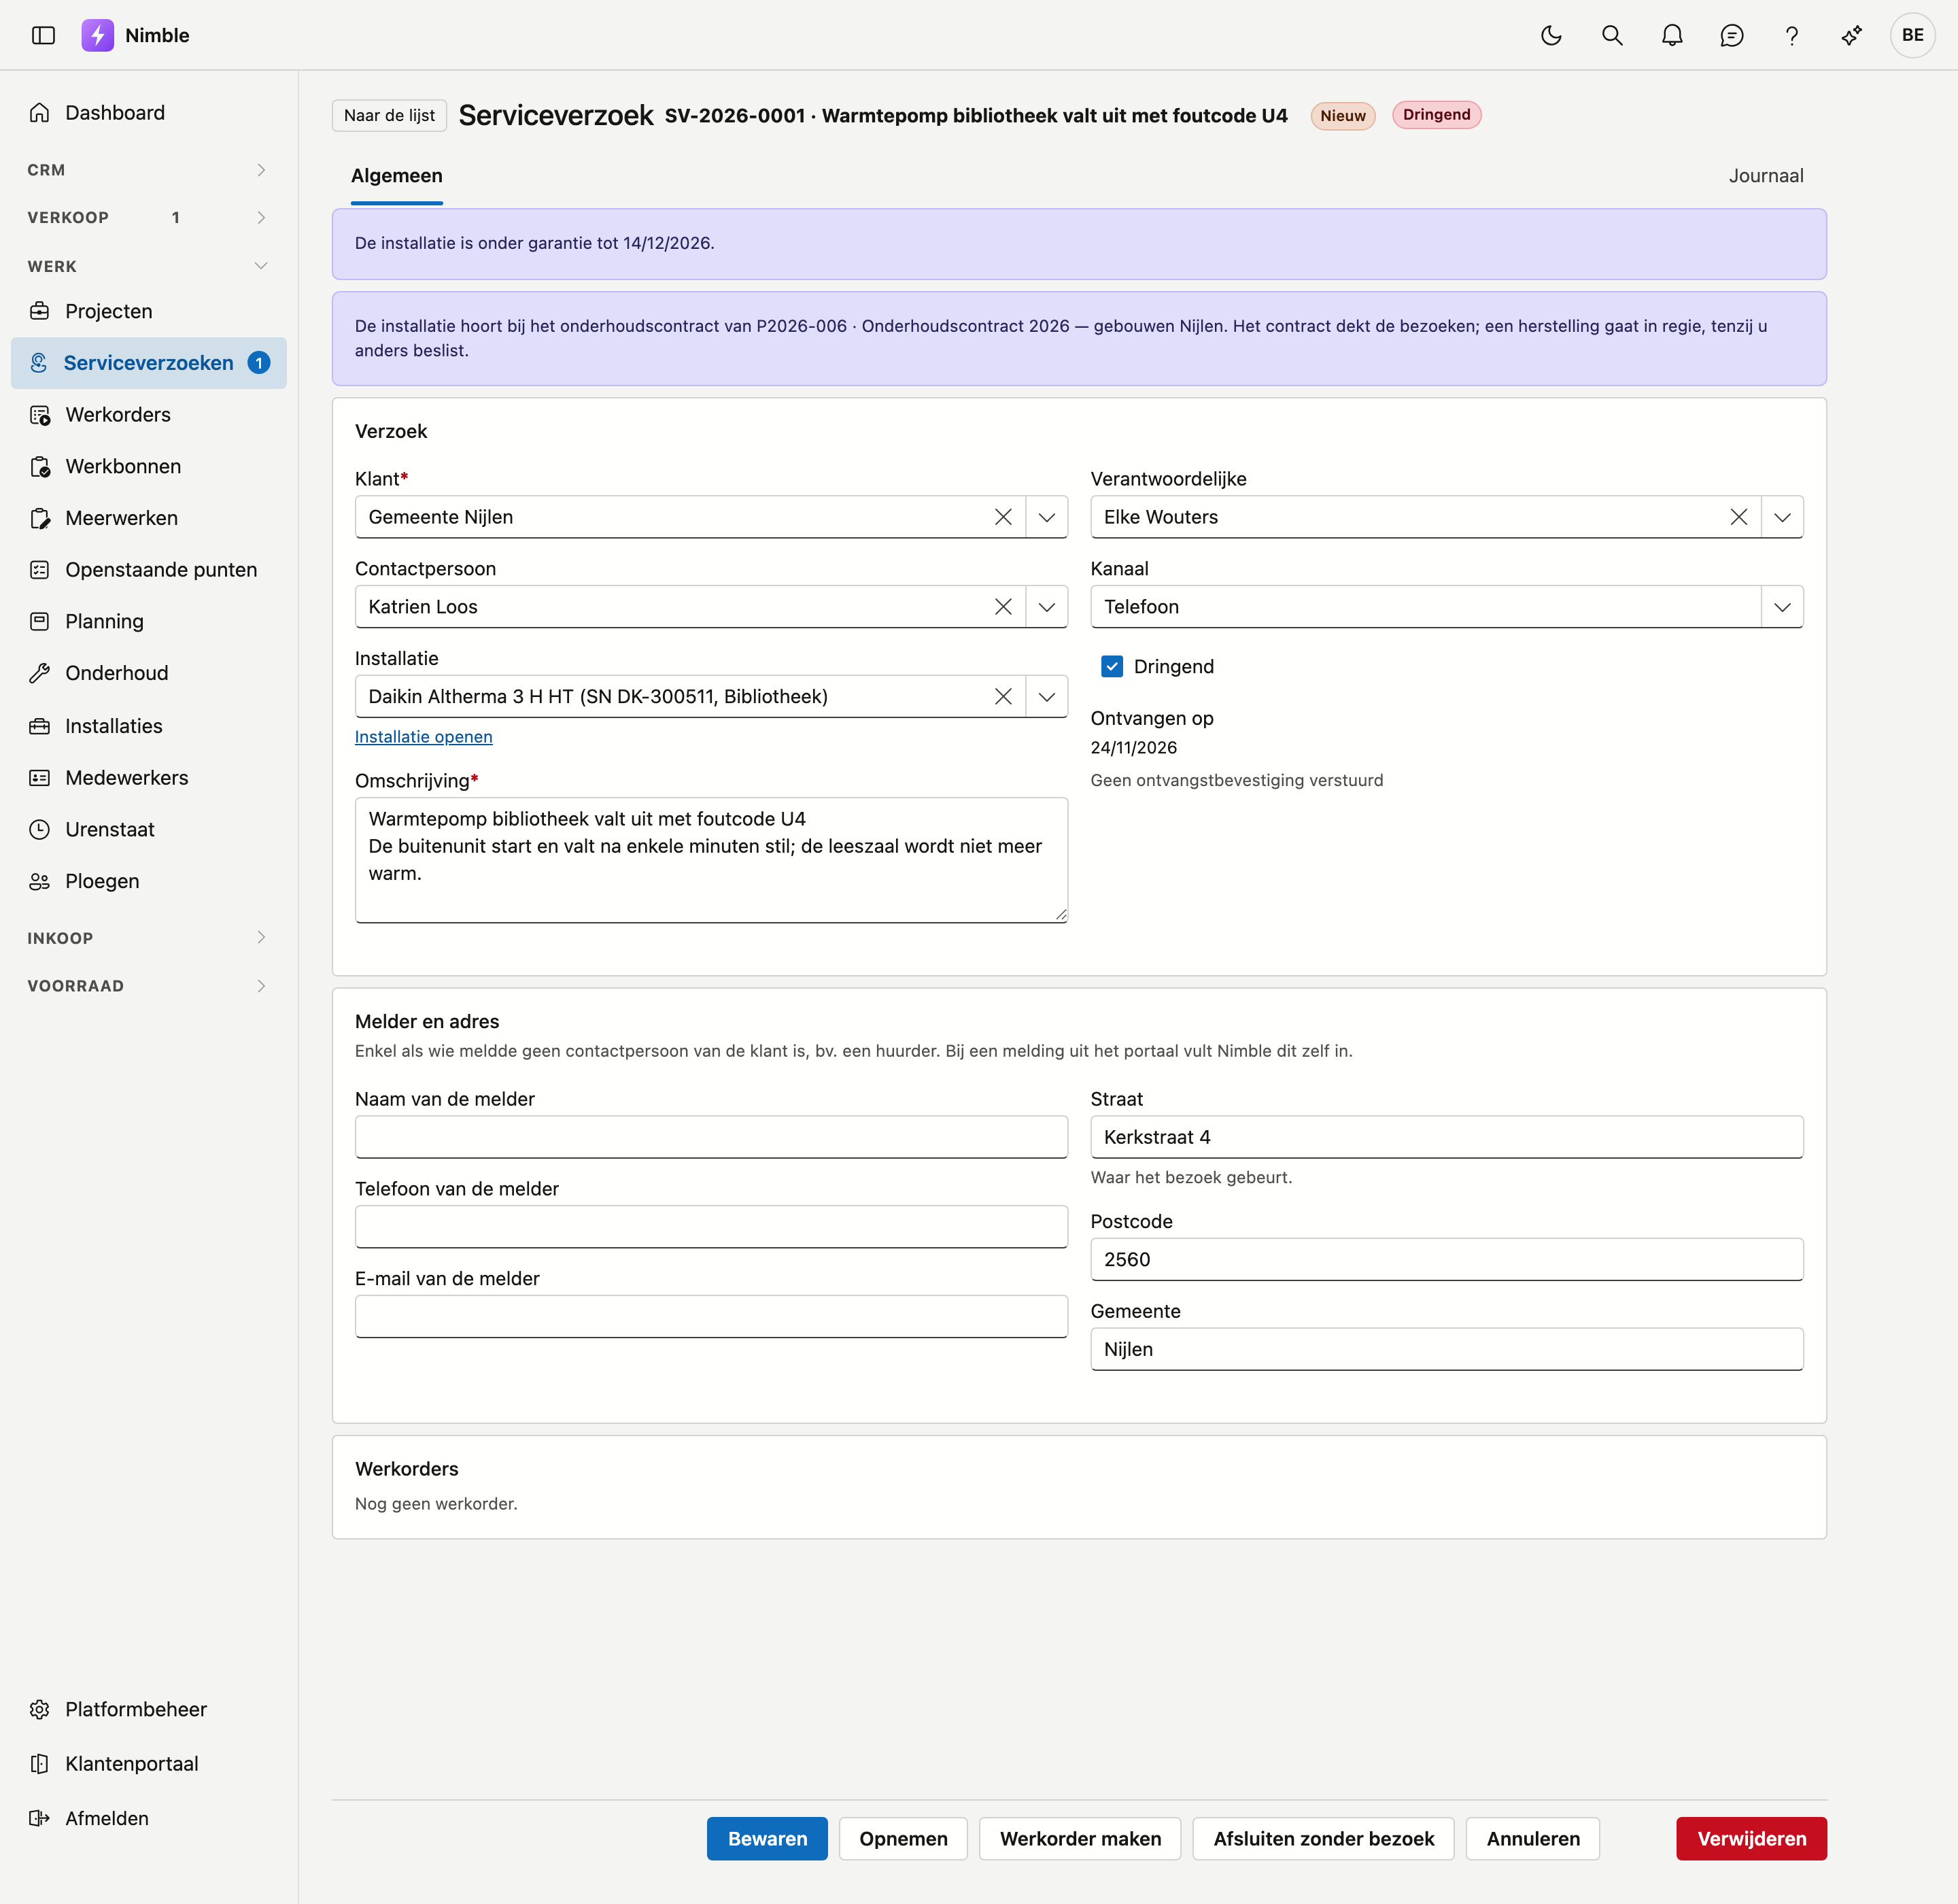 Nimble
BE
Dashboard
CRM
VERKOOP 1
WERK
Projecten
Serviceverzoeken 1
Werkorders
Werkbonnen
Meerwerken
Openstaande punten
Planning
Onderhoud
Installaties
Medewerkers
Urenstaat
Ploegen
INKOOP
VOORRAAD
Platformbeheer
Klantenportaal
Afmelden
Naar de lijst Serviceverzoek SV-2026-0001 · Warmtepomp bibliotheek valt uit met foutcode U4 Nieuw Dringend
Algemeen Journaal
De installatie is onder garantie tot 14/12/2026.
De installatie hoort bij het onderhoudscontract van P2026-006 · Onderhoudscontract 2026 — gebouwen Nijlen. Het contract dekt de bezoeken; een herstelling gaat in regie, tenzij u
anders beslist.
Verzoek
Klant*
Gemeente Nijlen
Contactpersoon
Katrien Loos
Installatie
Daikin Altherma 3 H HT (SN DK-300511, Bibliotheek)
Installatie openen
Omschrijving*
Warmtepomp bibliotheek valt uit met foutcode U4
De buitenunit start en valt na enkele minuten stil; de leeszaal wordt niet meer
warm.
Verantwoordelijke
Elke Wouters
Kanaal
Telefoon
Dringend
Ontvangen op
24/11/2026
Geen ontvangstbevestiging verstuurd
Melder en adres
Enkel als wie meldde geen contactpersoon van de klant is, bv. een huurder. Bij een melding uit het portaal vult Nimble dit zelf in.
Naam van de melder
Telefoon van de melder
E-mail van de melder
Straat
Kerkstraat 4
Waar het bezoek gebeurt.
Postcode
2560
Gemeente
Nijlen
Werkorders
Nog geen werkorder.
Bewaren Opnemen Werkorder maken Afsluiten zonder bezoek Annuleren Verwijderen